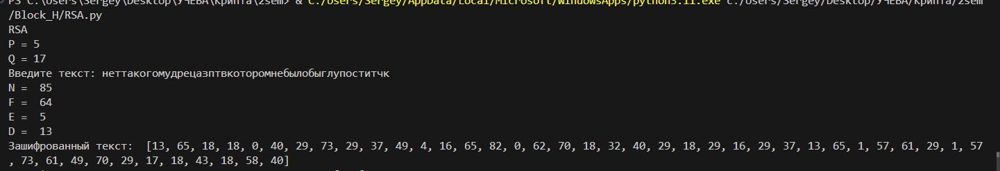 PS C:\Users\Sergey\Desktop\УЧЕБА\Крипта\2sem> & C:/Users/Sergey/AppData/Local/Microsoft/WindowsApps/python3.11.exe c:/Users/Sergey/Desktop/УЧЕБА/Крипта/2sem
/Block_H/RSA.py
RSA
P = 5
Q = 17
Введите текст: неттакогомудрецазптвкоторомнебылобыглупоститчк
N =  85
F =  64
E =  5
D =  13
Зашифрованный текст:  [13, 65, 18, 18, 0, 40, 29, 73, 29, 37, 49, 4, 16, 65, 82, 0, 62, 70, 18, 32, 40, 29, 18, 29, 16, 29, 37, 13, 65, 1, 57, 61, 29, 1, 57
, 73, 61, 49, 70, 29, 17, 18, 43, 18, 58, 40]